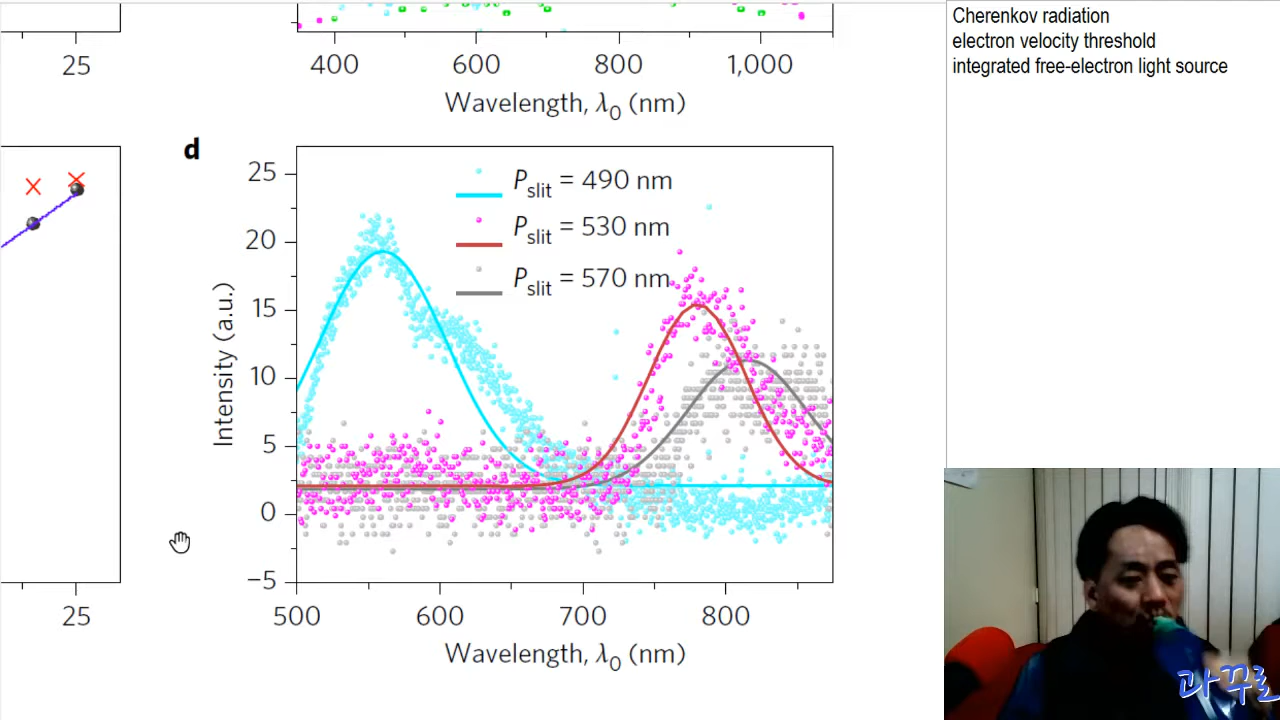 Cherenkov radiation
electron velocity threshold
integrated free-electron light source
25
400 600 800 1,000
Wavelength, λ0 (nm)
d
25
20
15
10
5
0
−5
Intensity (a.u.)
Pslit = 490 nm
Pslit = 530 nm
Pslit = 570 nm
25
500 600 700 800
Wavelength, λ0 (nm)
과꾸로